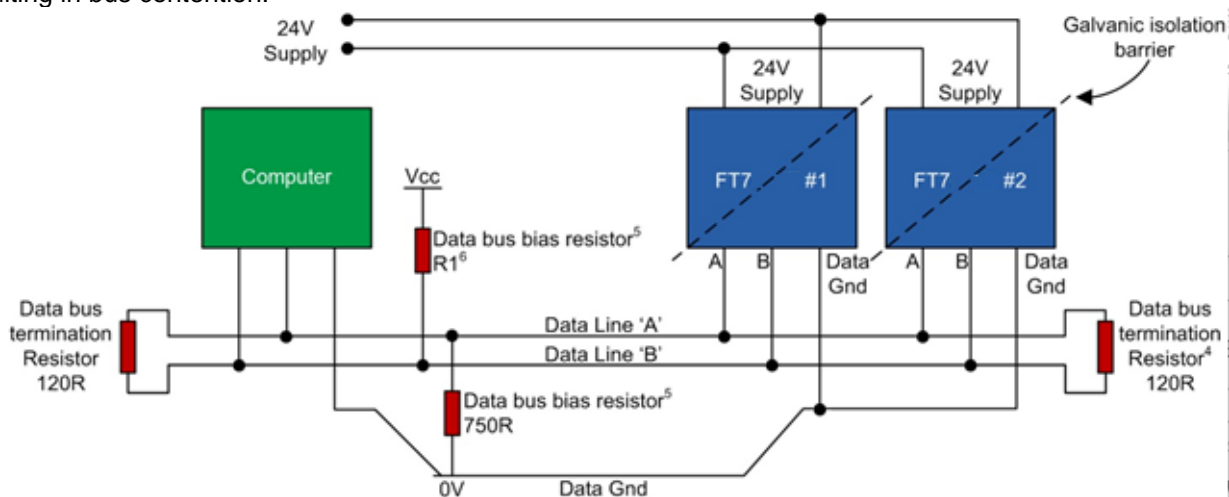 24V
Supply
Galvanic isolation
barrier
24V
Supply
24V
Supply
Computer
Vcc
FT7 #1
FT7 #2
Data bus bias resistor⁵
R1⁶
A B Data
Gnd
A B Data
Gnd
Data bus
termination
Resistor
120R
Data Line 'A'
Data Line 'B'
Data bus
termination
Resistor⁴
120R
Data bus bias resistor⁵
750R
0V
Data Gnd